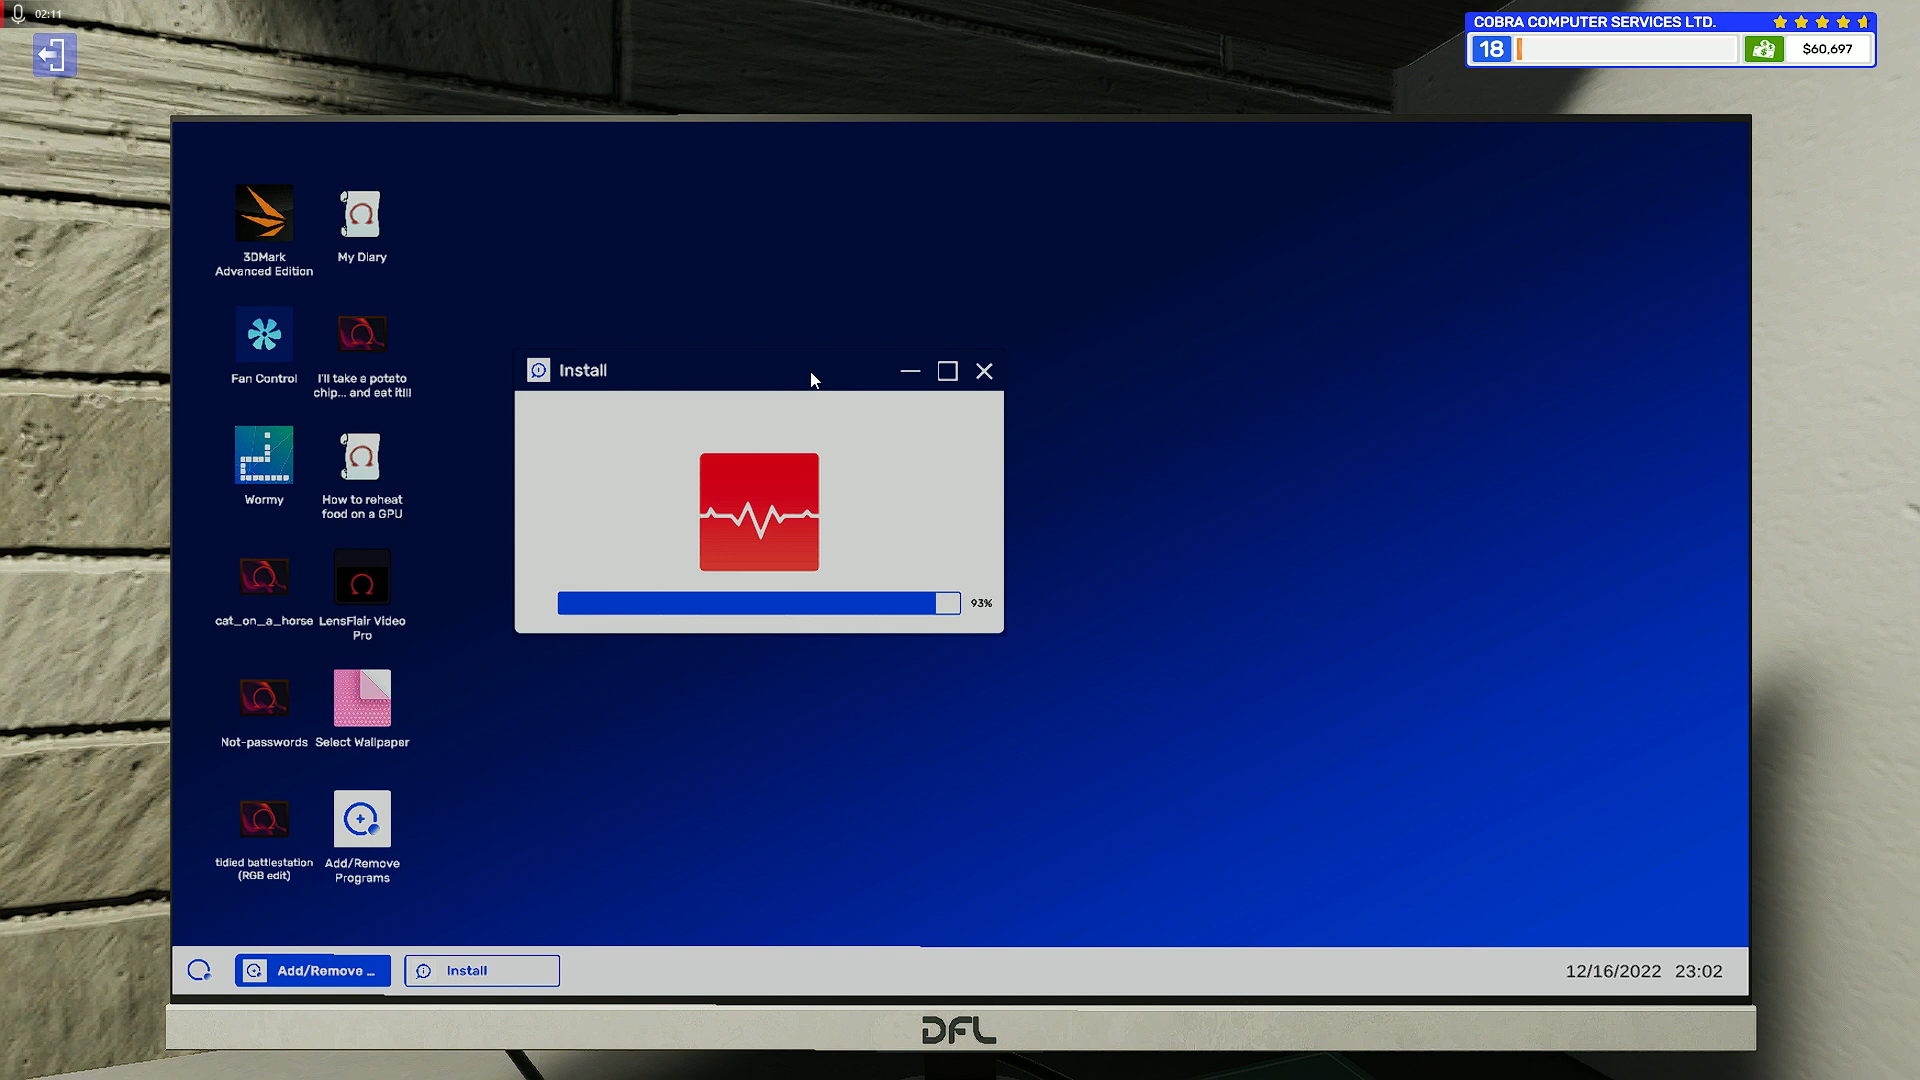 02:11
COBRA COMPUTER SERVICES LTD.
18
$60,697
3DMark
Advanced Edition
My Diary
Fan Control
I'll take a potato
chip... and eat it!!!
Wormy
How to reheat
food on a GPU
cat_on_a_horse
LensFlair Video
Pro
Not-passwords
Select Wallpaper
tidied battlestation
(RGB edit)
Add/Remove
Programs
Install
93%
Add/Remove ...
Install
12/16/2022 23:02
DFL